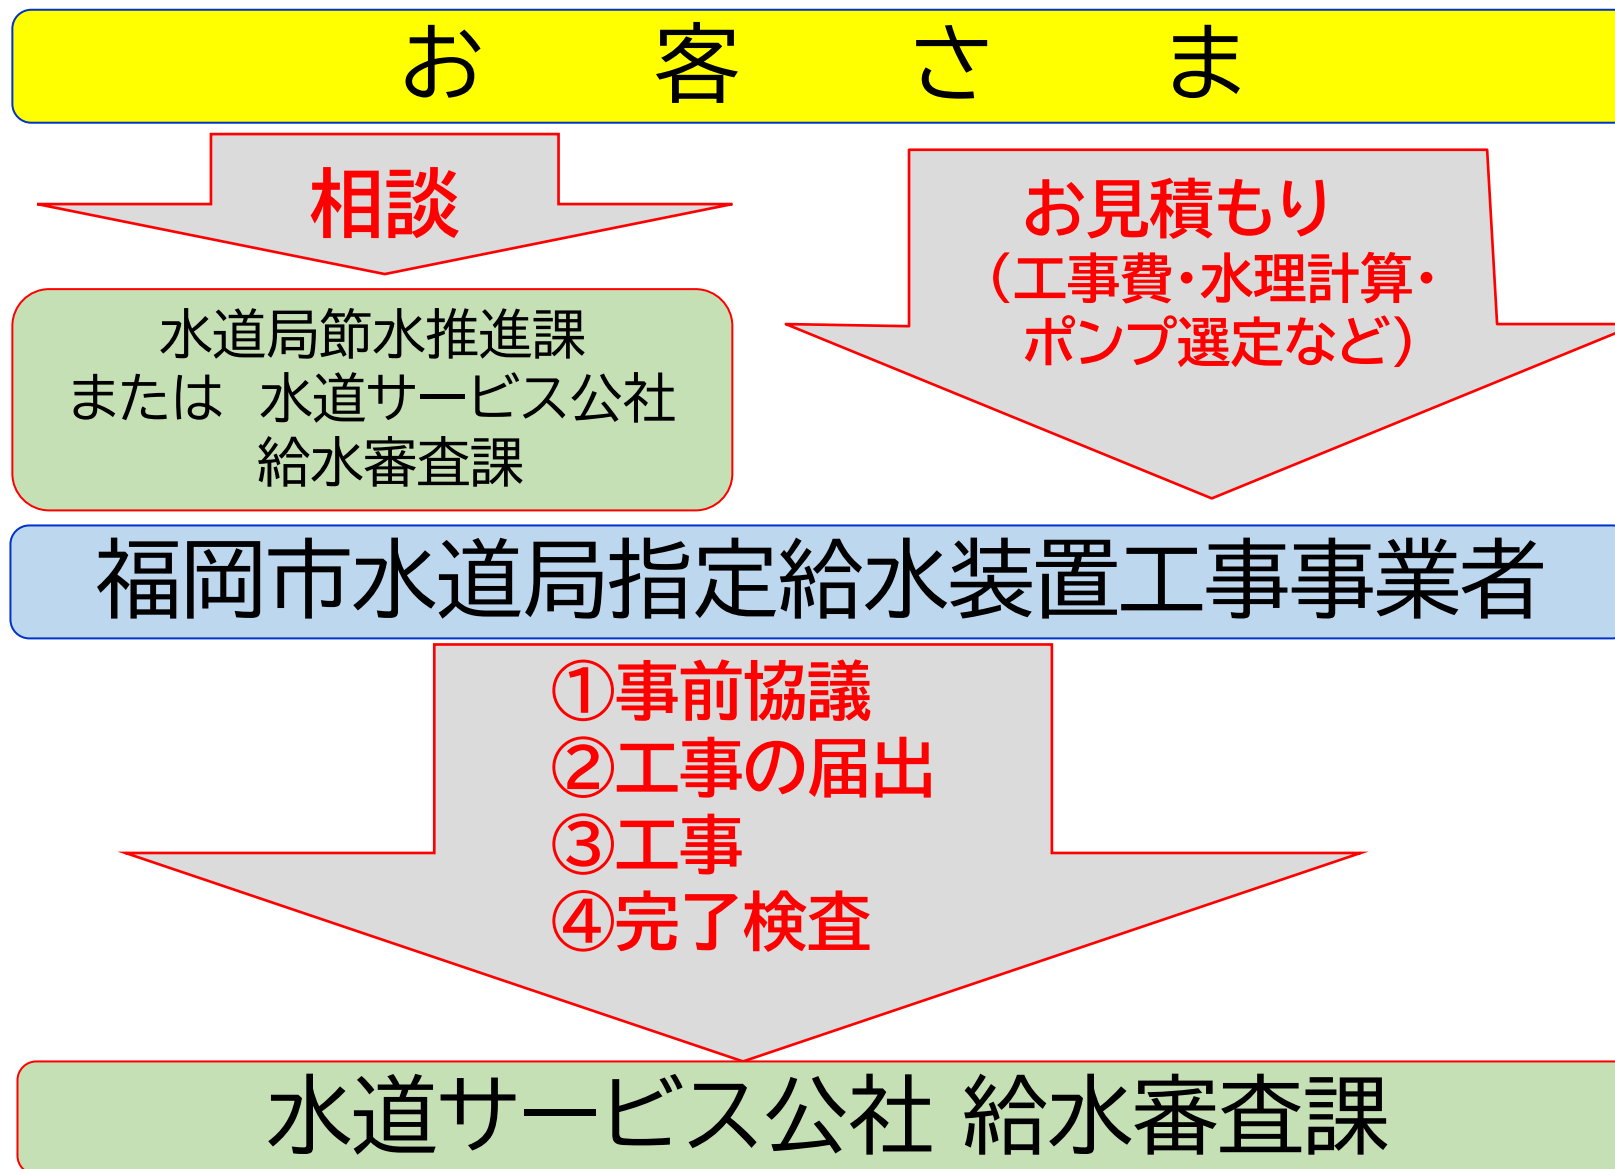 お客さま
相談
水道局節水推進課
または 水道サービス公社
給水審査課
お見積もり
（工事費・水理計算・
ポンプ選定など）
福岡市水道局指定給水装置工事事業者
①事前協議
②工事の届出
③工事
④完了検査
水道サービス公社 給水審査課